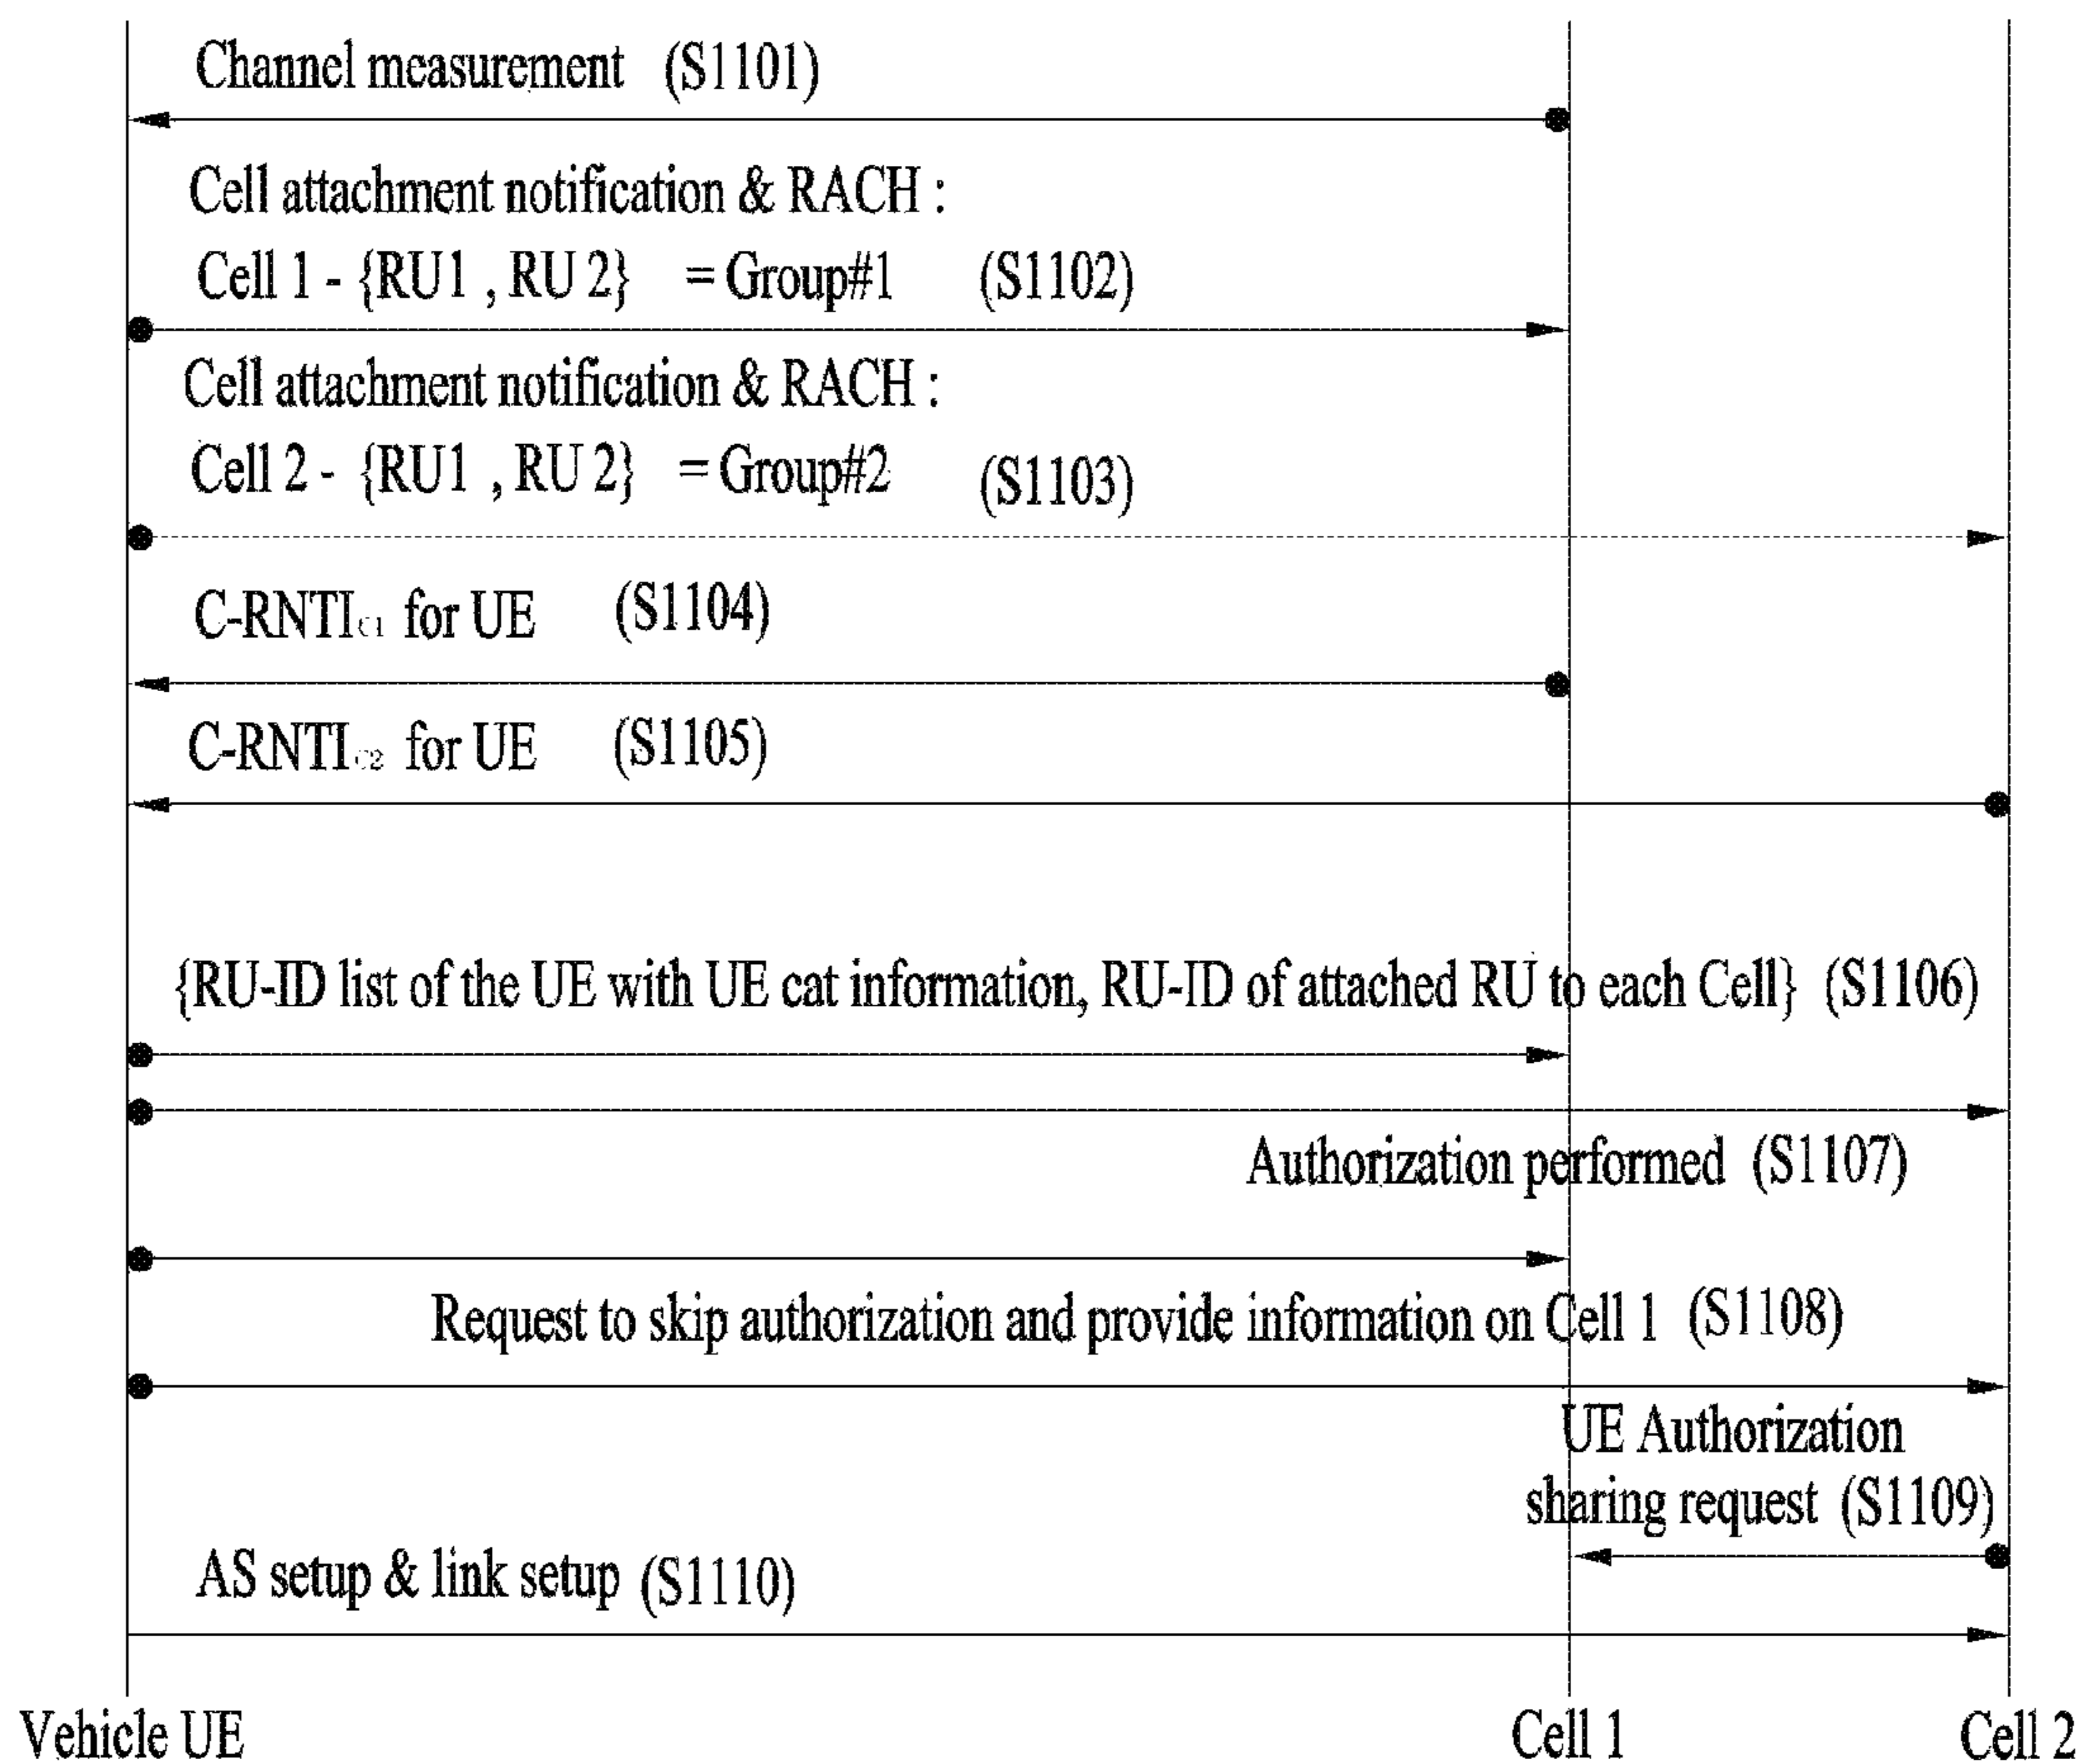 Channel measurement (S1101)
Cell attachment notification & RACH :
Cell 1 - {RU1 , RU 2} = Group#1 (S1102)
Cell attachment notification & RACH :
Cell 2 - {RU1 , RU 2} = Group#2 (S1103)
C-RNTI C1 for UE (S1104)
C-RNTI C2 for UE (S1105)
{RU-ID list of the UE with UE cat information, RU-ID of attached RU to each Cell} (S1106)
Authorization performed (S1107)
Request to skip authorization and provide information on Cell 1 (S1108)
UE Authorization
sharing request (S1109)
AS setup & link setup (S1110)
Vehicle UE Cell 1 Cell 2